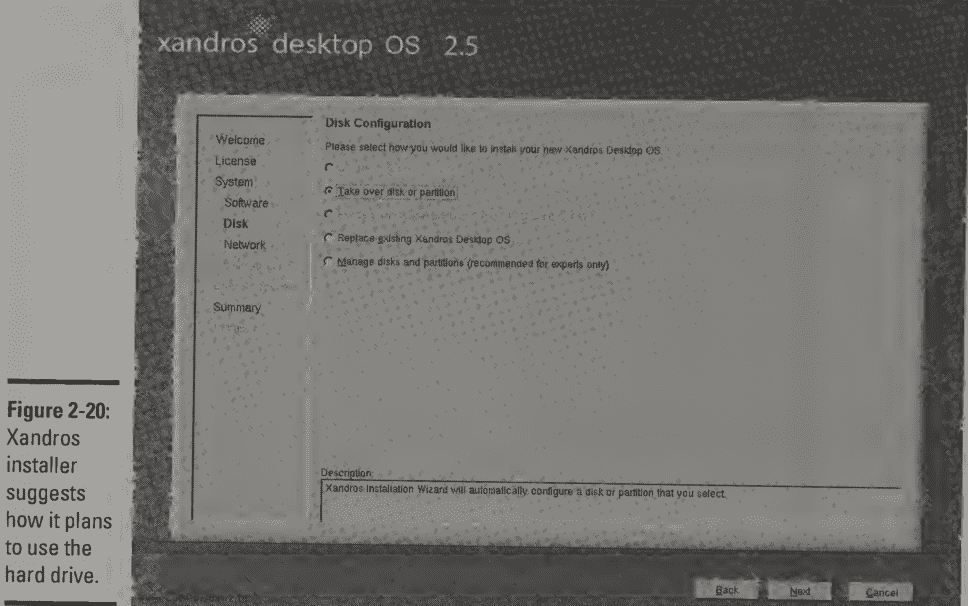 xandros desktop OS 2.5
Disk Configuration
Please select how you would like to install your new Xandros Desktop OS
Welcome
License
System
Software
Disk
Network
Summary
Take over disk or partition
Replace existing Xandros Desktop OS
Manage disks and partitions (recommended for experts only)
Description:
Xandros Installation Wizard will automatically configure a disk or partition that you select.
Back Next Cancel
Figure 2-20:
Xandros
installer
suggests
how it plans
to use the
hard drive.